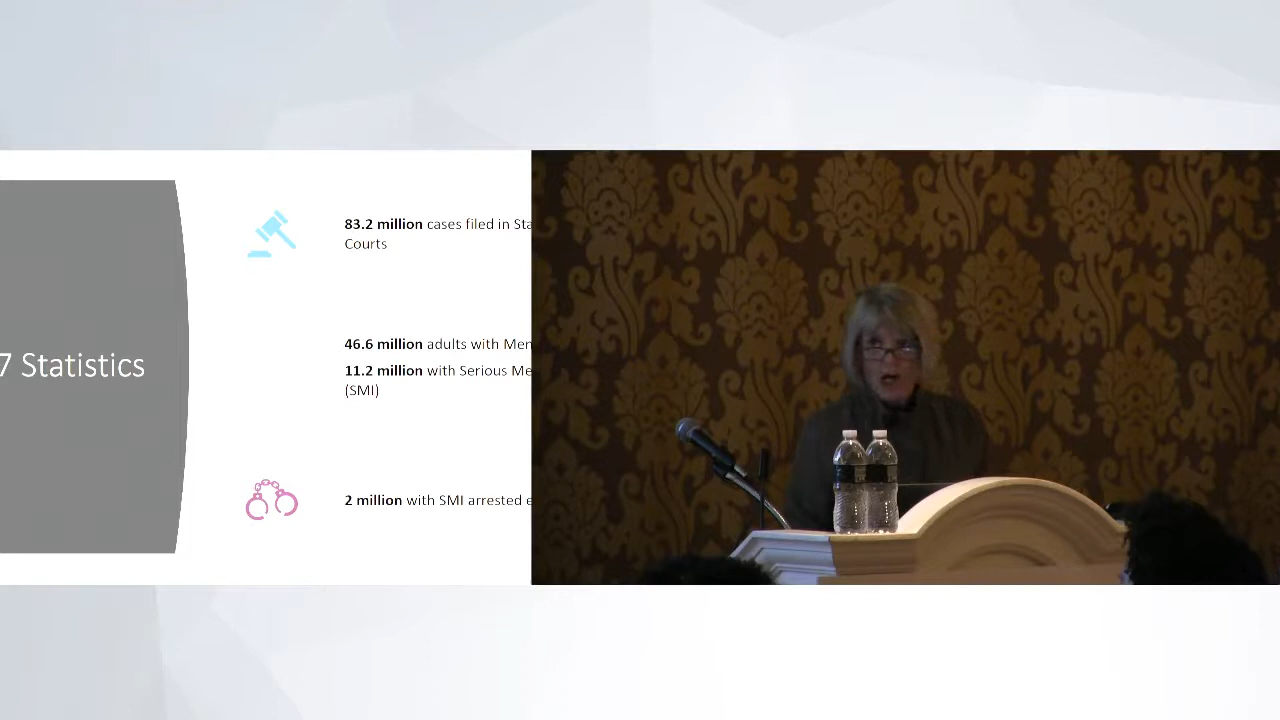 7 Statistics
83.2 million cases filed in Sta
Courts
46.6 million adults with Men
11.2 million with Serious Me
(SMI)
2 million with SMI arrested e